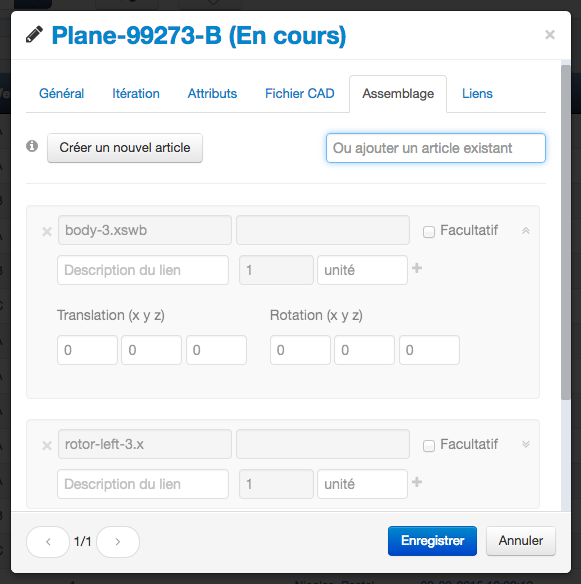 Plane-99273-B (En cours) ×
Général Itération Attributs Fichier CAD Assemblage Liens
Créer un nouvel article Ou ajouter un article existant
body-3.xswb Facultatif
Description du lien 1 unité
Translation (x y z) Rotation (x y z)
0 0 0 0 0 0
rotor-left-3.x Facultatif
Description du lien 1 unité
1/1 Enregistrer Annuler